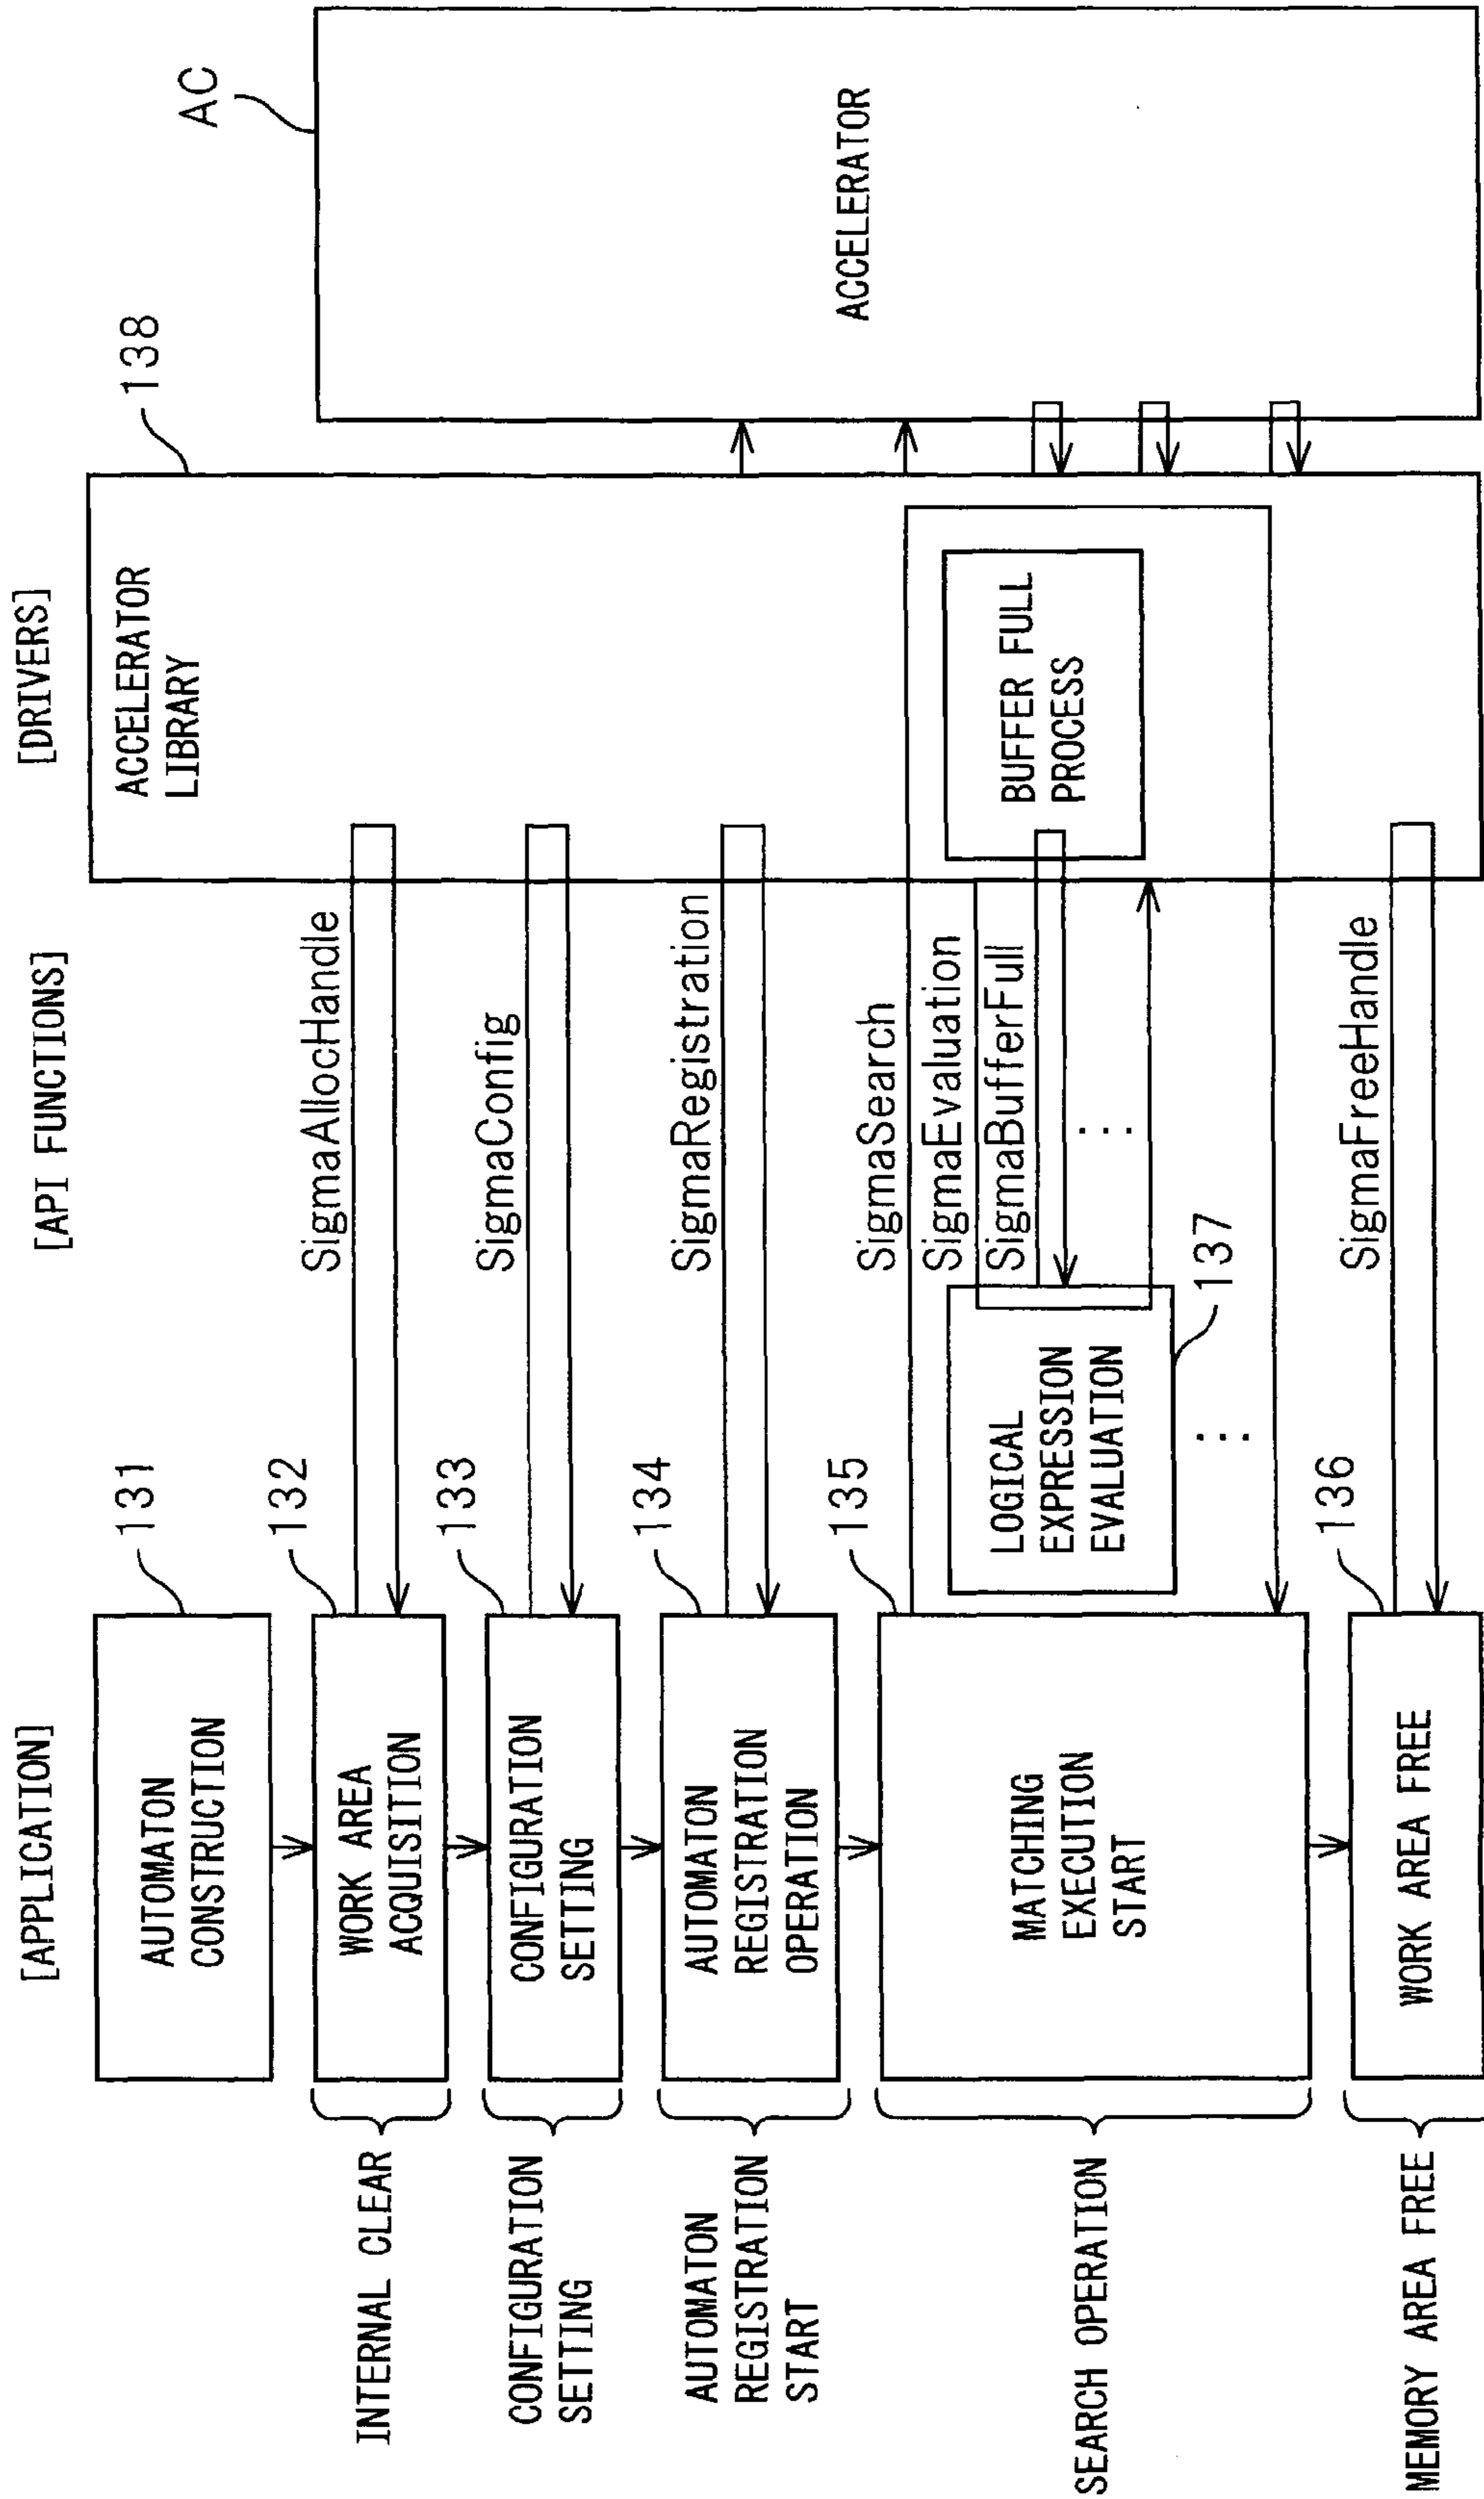 [APPLICATION]
[API FUNCTIONS]
[DRIVERS]
AC
138
ACCELERATOR
LIBRARY
ACCELERATOR
131
AUTOMATON
CONSTRUCTION
INTERNAL CLEAR
132
WORK AREA
ACQUISITION
SigmaAllocHandle
CONFIGURATION
SETTING
133
CONFIGURATION
SETTING
SigmaConfig
AUTOMATON
REGISTRATION
START
134
AUTOMATON
REGISTRATION
OPERATION
SigmaRegistration
SEARCH OPERATION
135
MATCHING
EXECUTION
START
SigmaSearch
SigmaEvaluation
SigmaBufferFull
LOGICAL
EXPRESSION
EVALUATION
137
BUFFER FULL
PROCESS
MEMORY AREA FREE
136
WORK AREA FREE
SigmaFreeHandle